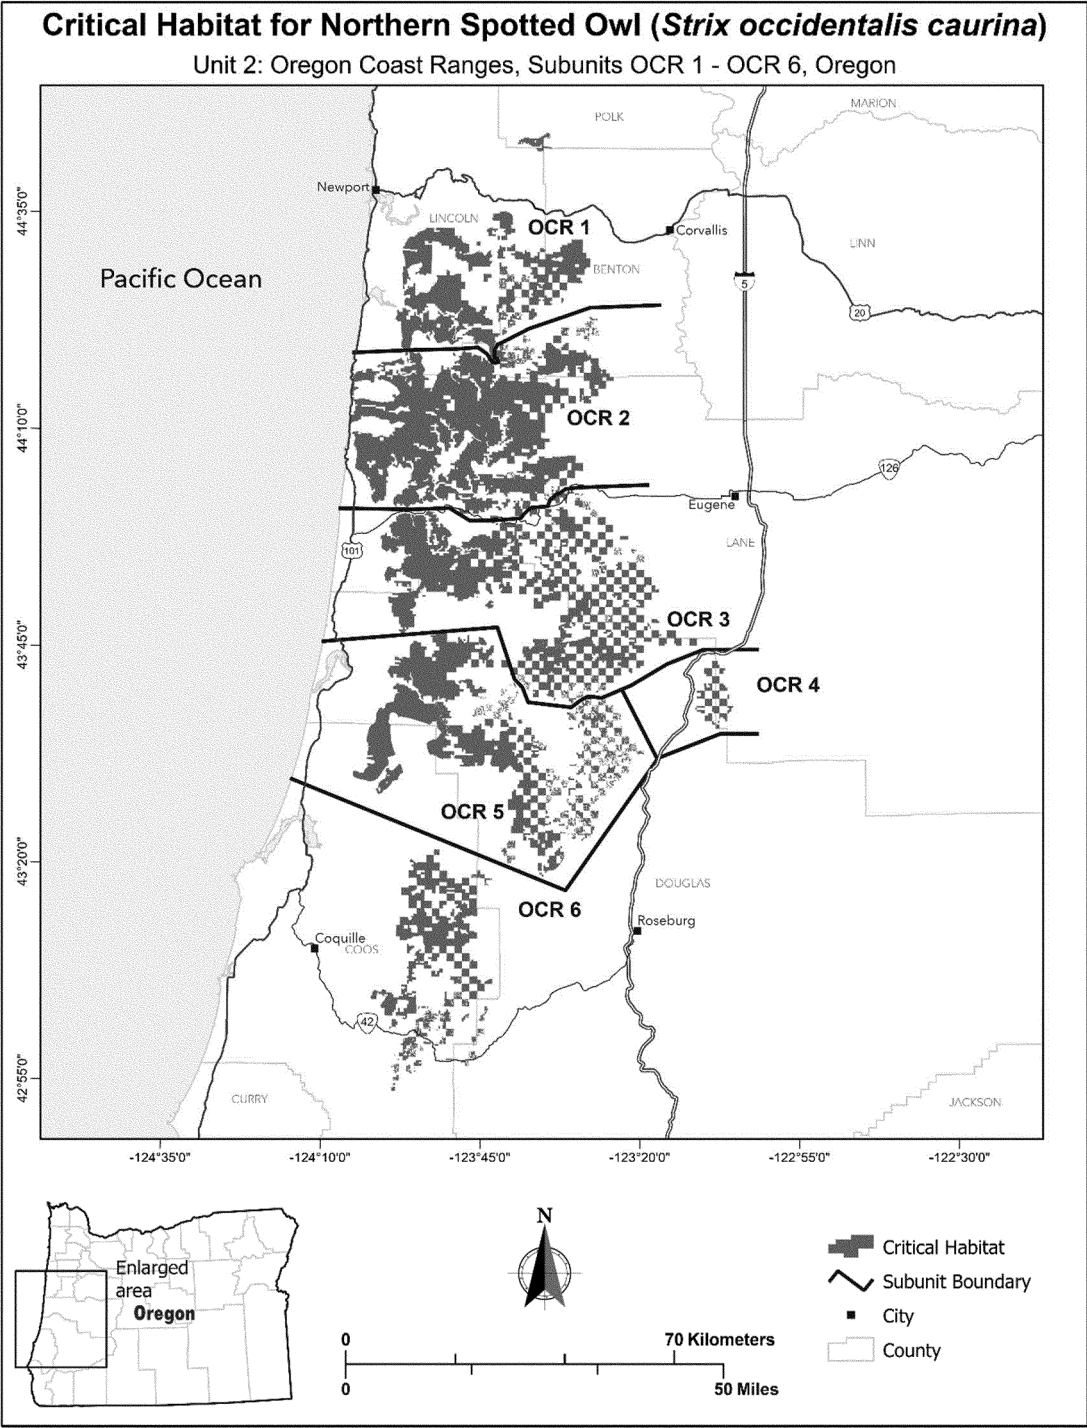 Critical Habitat for Northern Spotted Owl (Strix occidentalis caurina)
Unit 2: Oregon Coast Ranges, Subunits OCR 1 - OCR 6, Oregon
MARION
POLK
Newport
44°35'0"
LINCOLN
OCR 1
Corvallis
LINN
BENTON
Pacific Ocean
5
20
OCR 2
44°10'0"
126
Eugene
LANE
101
OCR 3
43°45'0"
OCR 4
OCR 5
43°20'0"
DOUGLAS
OCR 6
Roseburg
Coquille
COOS
42
42°55'0"
CURRY
JACKSON
-124°35'0"
-124°10'0"
-123°45'0"
-123°20'0"
-122°55'0"
-122°30'0"
N
Enlarged
area
Oregon
Critical Habitat
Subunit Boundary
City
County
0
70 Kilometers
0
50 Miles